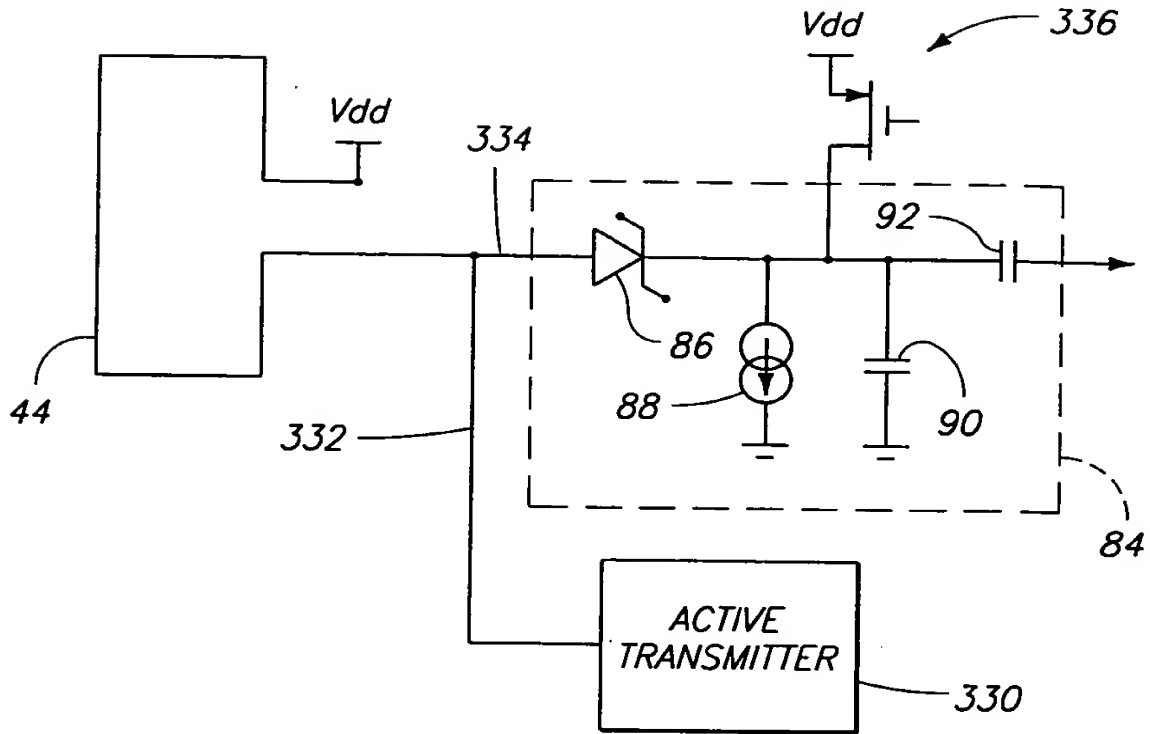 Vdd
336
Vdd
334
92
86
88
90
44
332
84
ACTIVE
TRANSMITTER
330